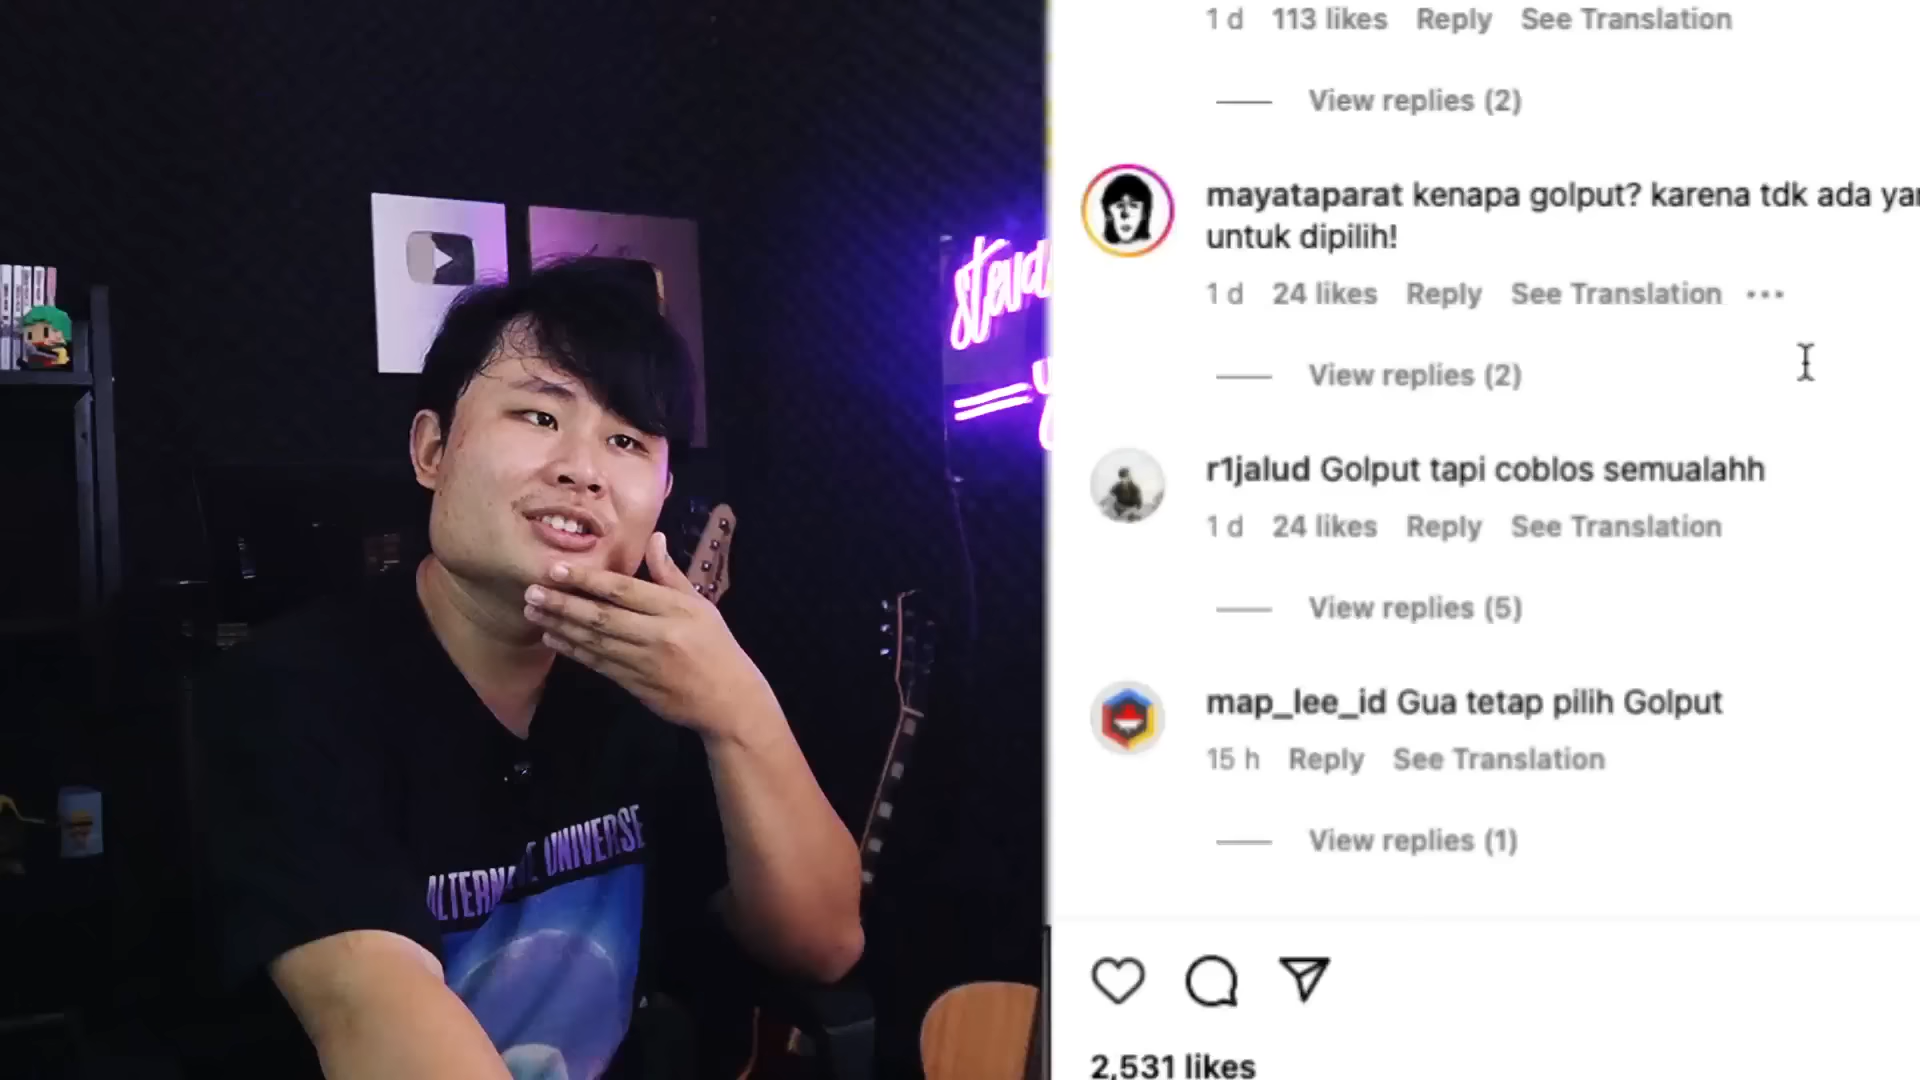 1 d 113 likes Reply See Translation
View replies (2)
mayataparat kenapa golput? karena tdk ada
untuk dipilih!
1 d 24 likes Reply See Translation •••
View replies (2)
r1jalud Golput tapi coblos semualahh
1 d 24 likes Reply See Translation
View replies (5)
map_lee_id Gua tetap pilih Golput
15 h Reply See Translation
View replies (1)
2,531 likes
UNIVERSE